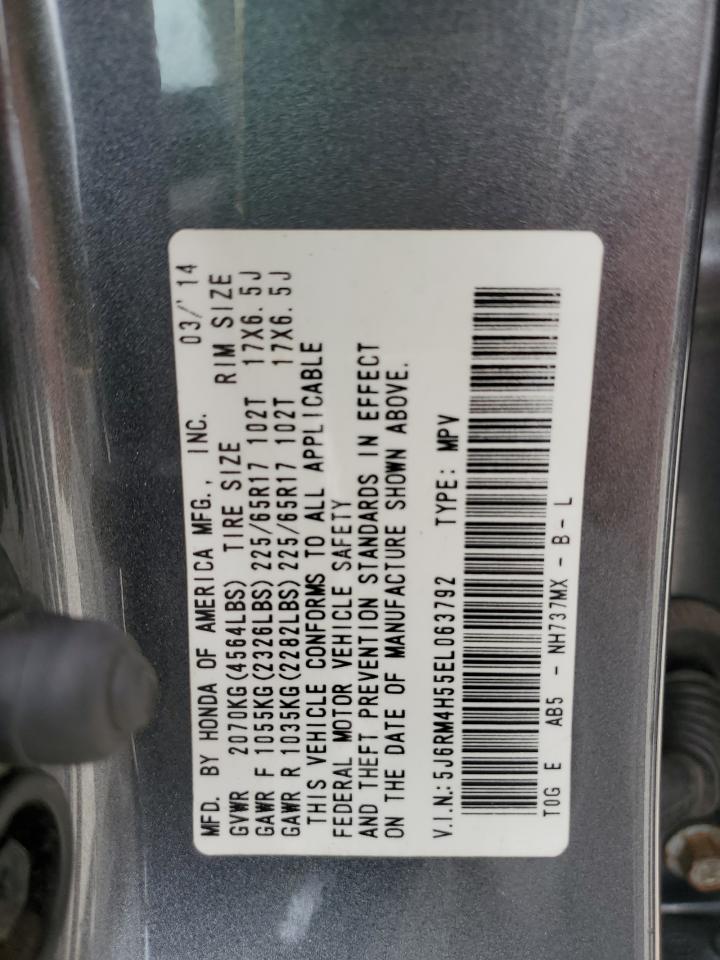 MFD. BY HONDA OF AMERICA MFG., INC. 03/'14
GVWR 2070KG(4564LBS) TIRE SIZE RIM SIZE
GAWR F 1055KG(2326LBS) 225/65R17 102T 17X6.5J
GAWR R 1035KG(2282LBS) 225/65R17 102T 17X6.5J
THIS VEHICLE CONFORMS TO ALL APPLICABLE
FEDERAL MOTOR VEHICLE SAFETY
AND THEFT PREVENTION STANDARDS IN EFFECT
ON THE DATE OF MANUFACTURE SHOWN ABOVE.
V.I.N.: 5J6RM4H55EL063792 TYPE: MPV
T0G E AB5 - NH737MX - B- L